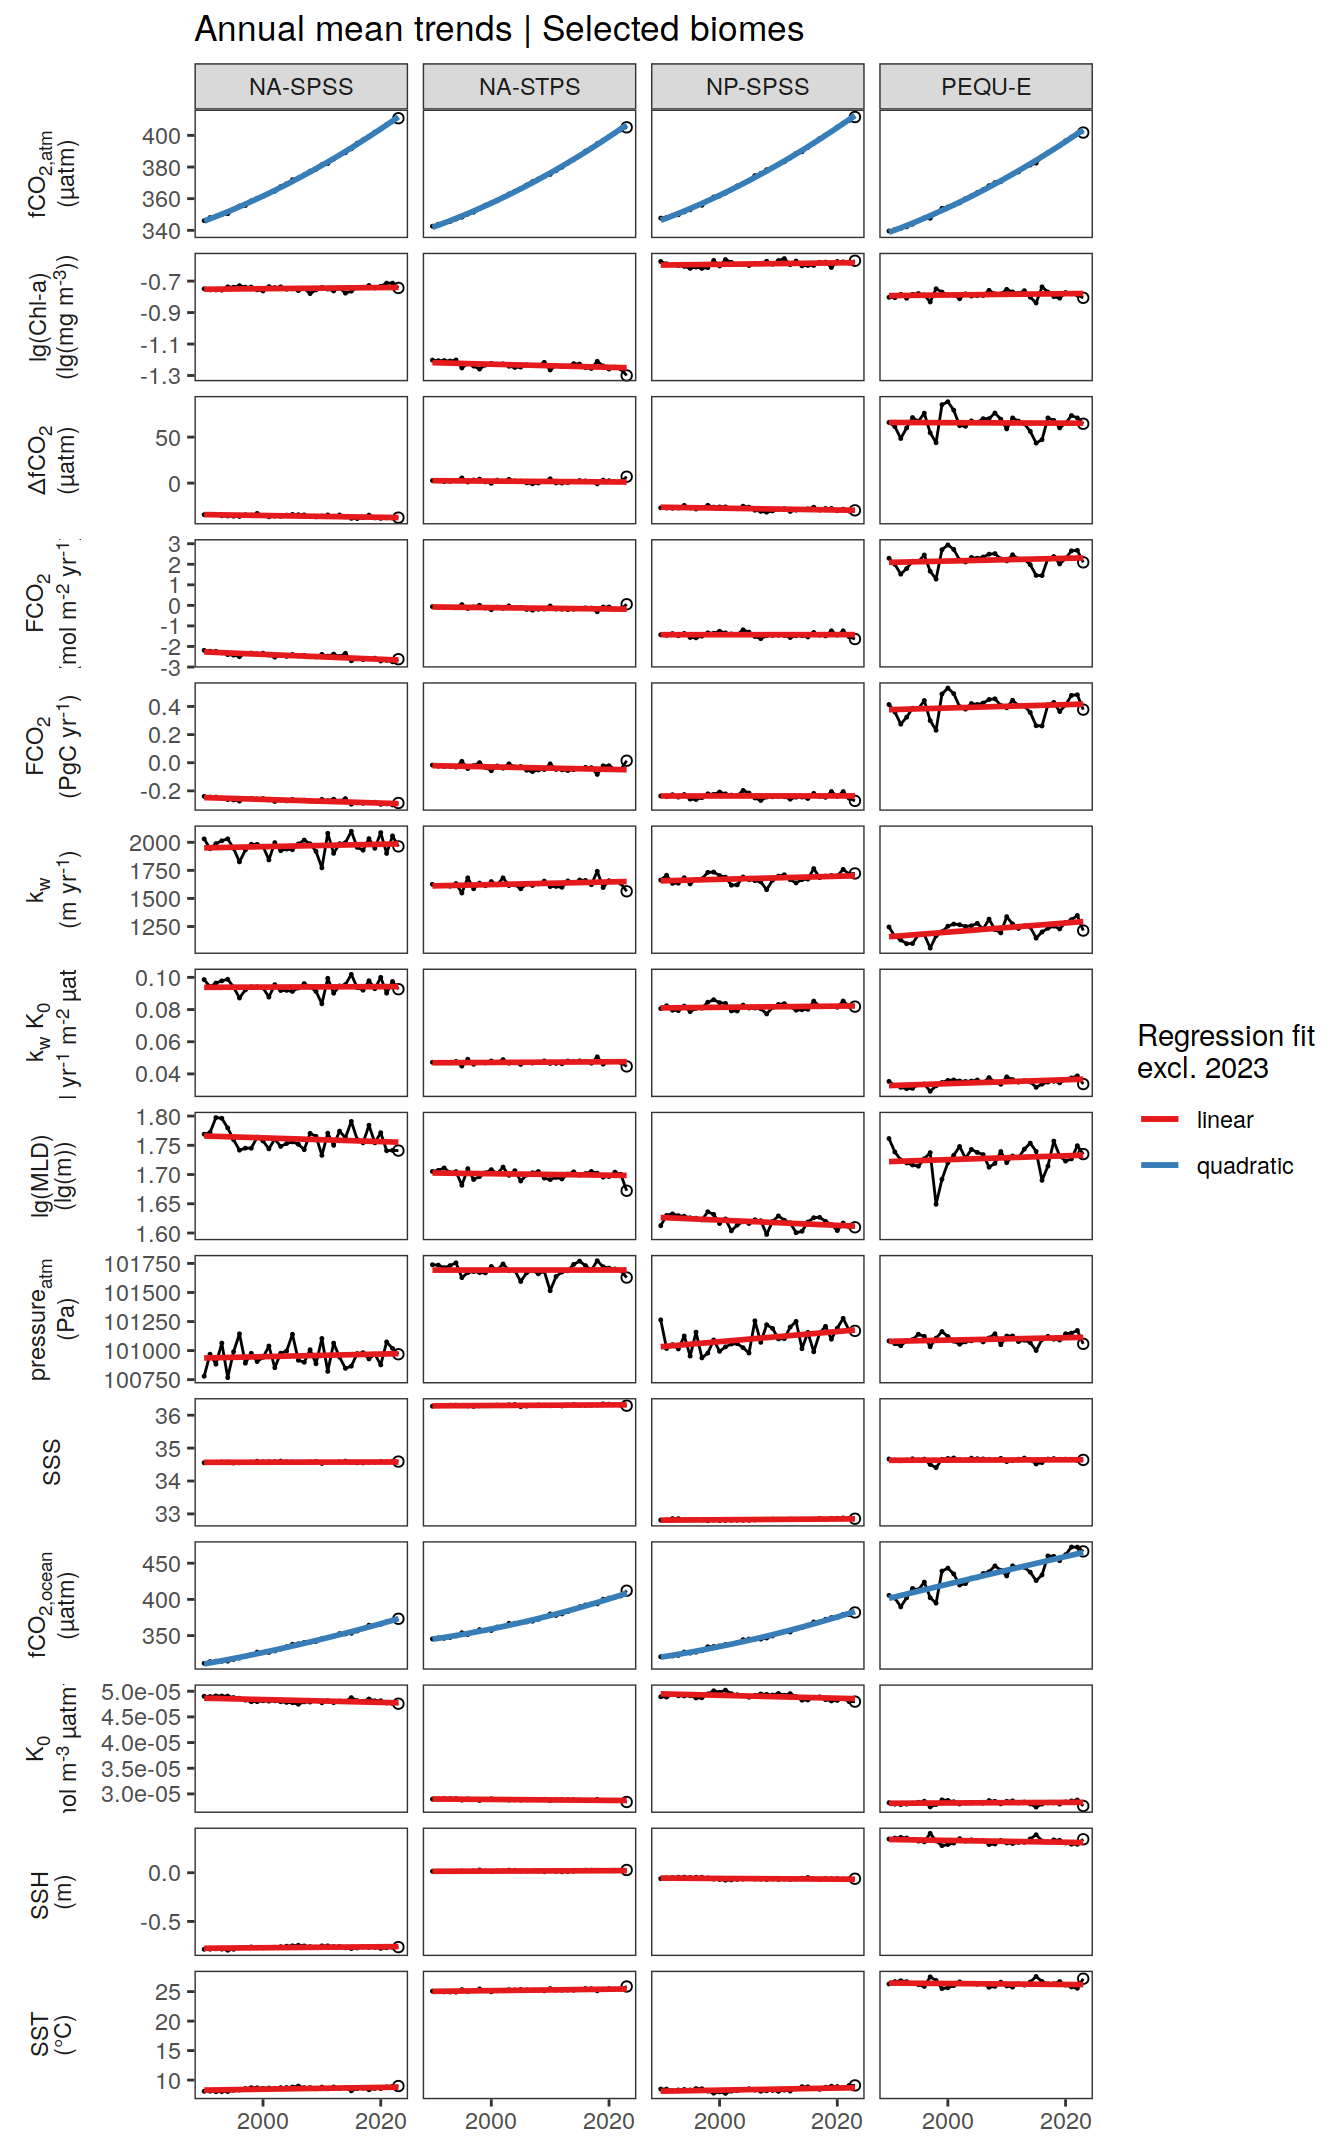 Annual mean trends | Selected biomes
NA-SPSS NA-STPS NP-SPSS PEQU-E
fCO2,atm
(µatm)
400
380
360
340
lg(Chl-a)
(lg(mg m-3))
-0.7
-0.9
-1.1
-1.3
ΔfCO2
(µatm)
50
0
FCO2
mol m-2 yr-1
3
2
1
0
-1
-2
-3
FCO2
(PgC yr-1)
0.4
0.2
0.0
-0.2
kw
(m yr-1)
2000
1750
1500
1250
kw K0
l yr-1 m-2 µat
0.10
0.08
0.06
0.04
lg(MLD)
(lg(m))
1.80
1.75
1.70
1.65
1.60
pressureatm
(Pa)
101750
101500
101250
101000
100750
SSS
36
35
34
33
fCO2,ocean
(µatm)
450
400
350
K0
nol m-3 µatm
5.0e-05
4.5e-05
4.0e-05
3.5e-05
3.0e-05
SSH
(m)
0.0
-0.5
SST
(°C)
25
20
15
10
2000 2020 2000 2020 2000 2020 2000 2020
Regression fit
excl. 2023
linear
quadratic